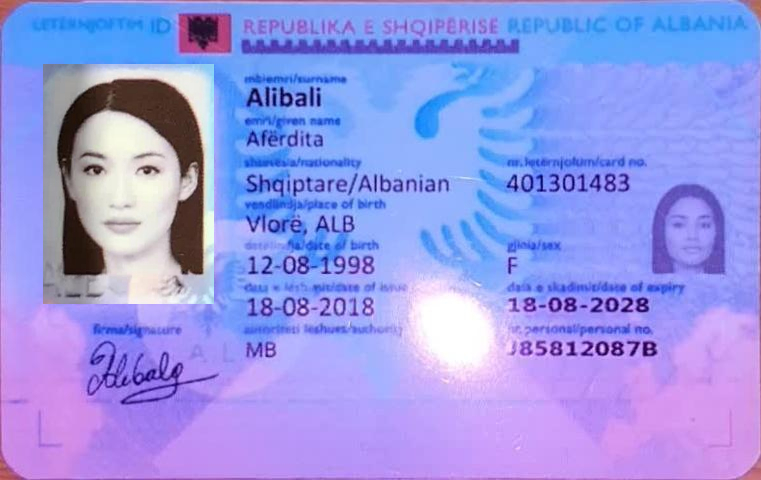 LETËRNJOFTIM ID REPUBLIKA E SHQIPËRISË REPUBLIC OF ALBANIA
mbiemri/surname
Alibali
emri/given name
Afërdita
shtetësia/nationality
Shqiptare/Albanian
nr. letërnjoftim/card no.
401301483
vendlindja/place of birth
Vlorë, ALB
datëlindja/date of birth
12-08-1998
gjinia/sex
F
data e lëshimit/date of issue
18-08-2018
data e skadimit/date of expiry
18-08-2028
autoriteti lëshues/authority
MB
nr. personal/personal no.
J85812087B
firma/signature
Alibalg